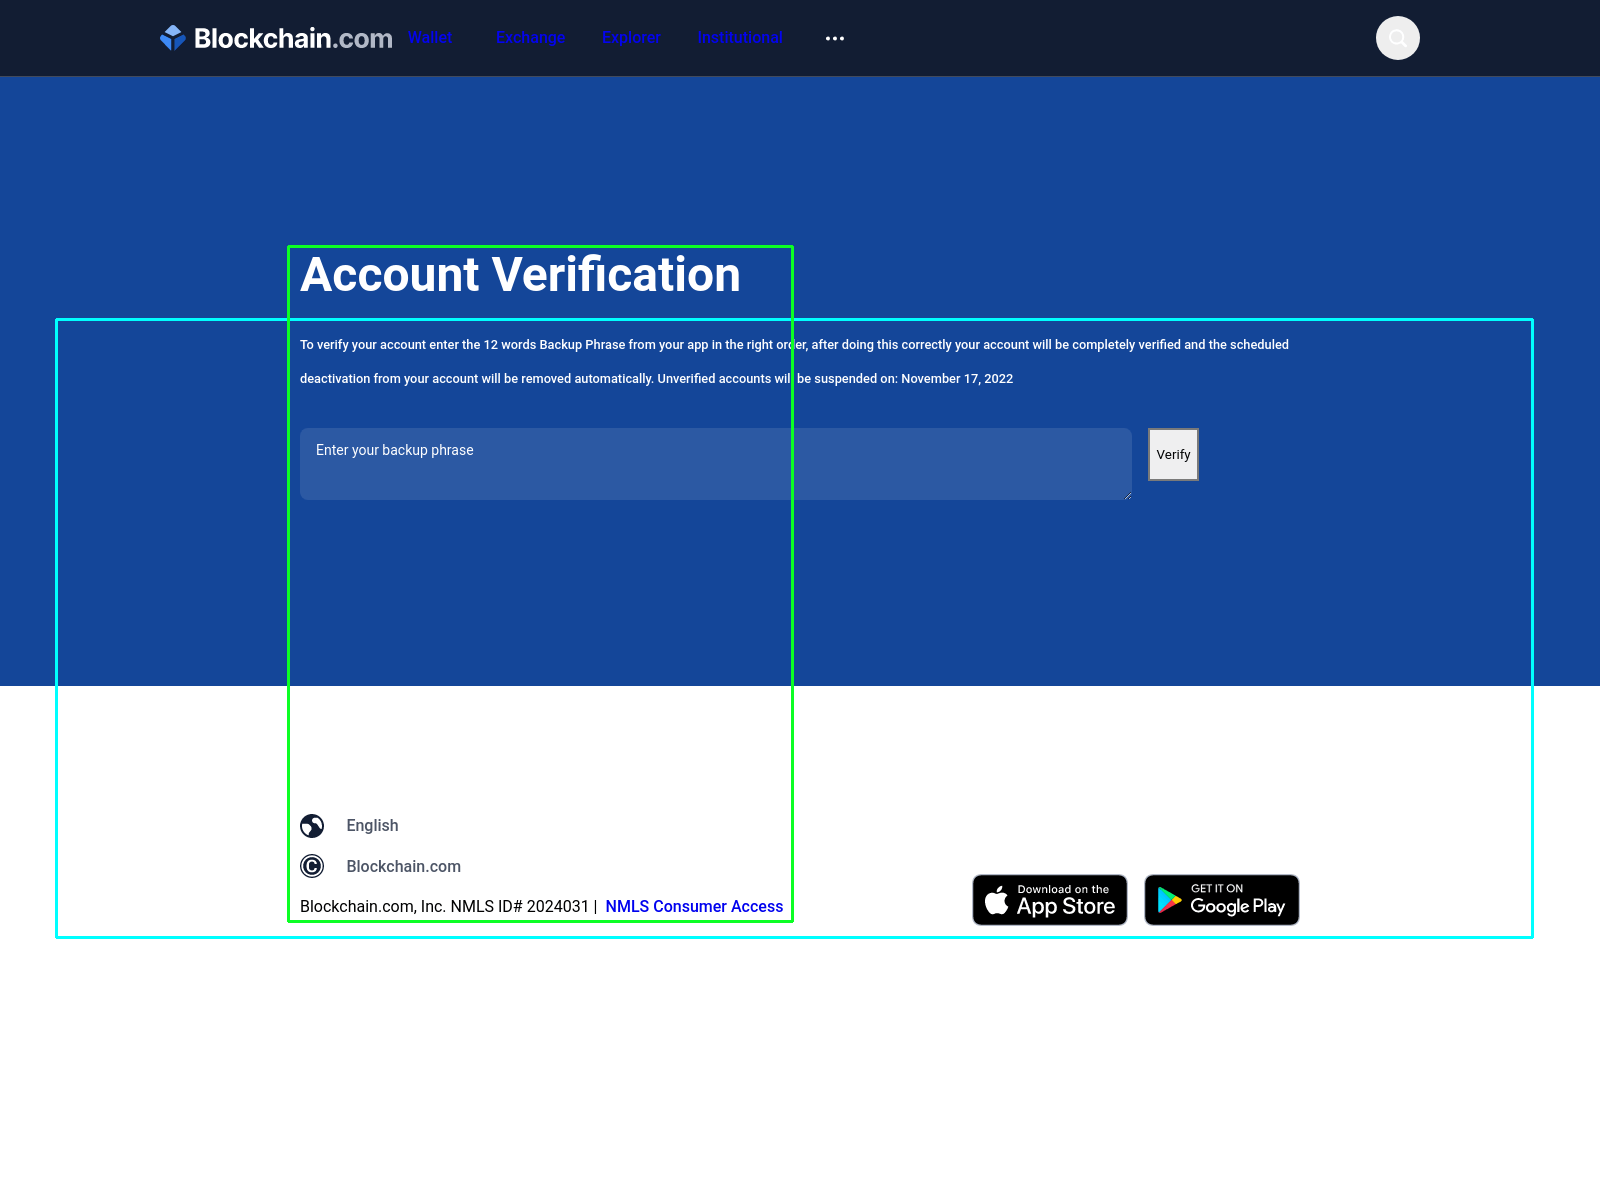 Blockchain.com Wallet Exchange Explorer Institutional
Account Verification
To verify your account enter the 12 words Backup Phrase from your app in the right order, after doing this correctly your account will be completely verified and the scheduled
deactivation from your account will be removed automatically. Unverified accounts will be suspended on: November 17, 2022
Enter your backup phrase
Verify
English
Blockchain.com
Blockchain.com, Inc. NMLS ID# 2024031 | NMLS Consumer Access
Download on the
App Store
GET IT ON
Google Play